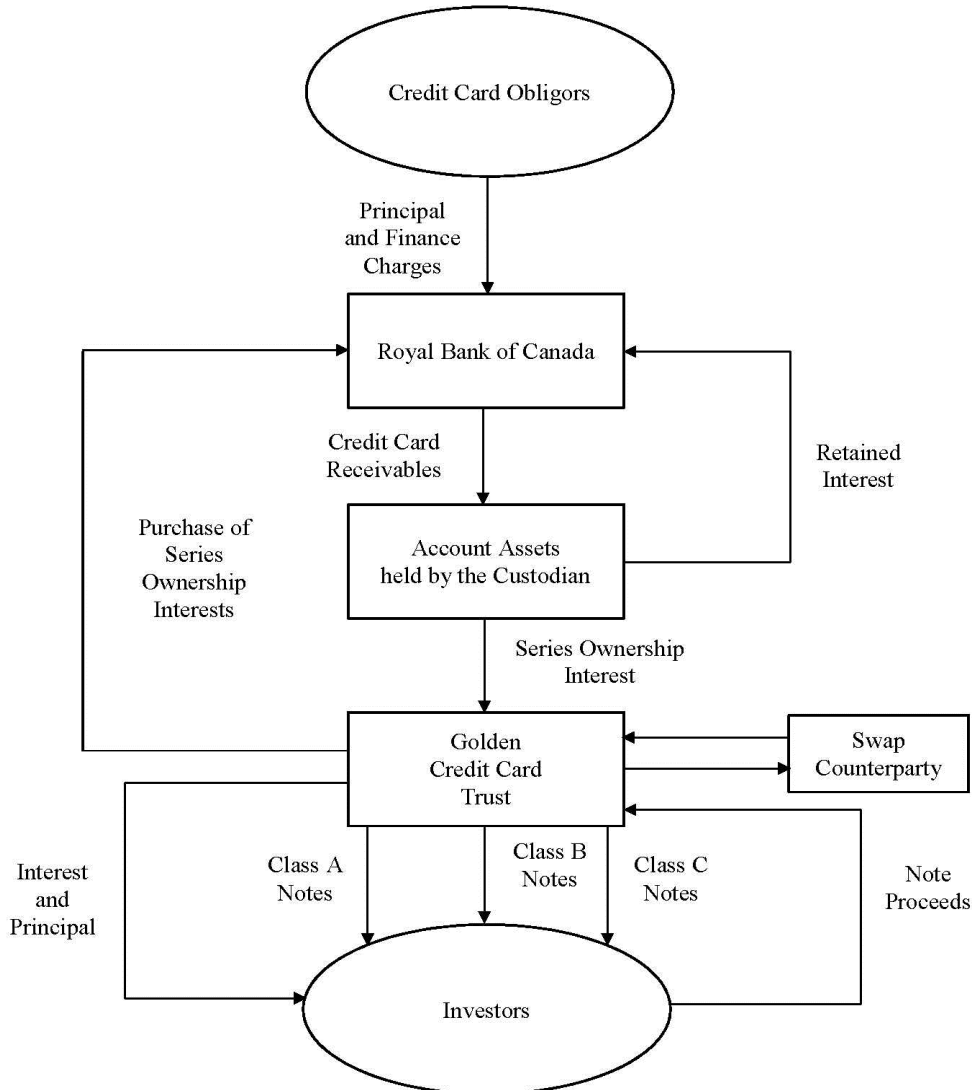 Credit Card Obligors
Principal
and Finance
Charges
Royal Bank of Canada
Credit Card
Receivables
Retained
Interest
Purchase of
Series
Ownership
Interests
Account Assets
held by the Custodian
Series Ownership
Interest
Golden
Credit Card
Trust
Swap
Counterparty
Interest
and
Principal
Class A
Notes
Class B
Notes
Class C
Notes
Note
Proceeds
Investors